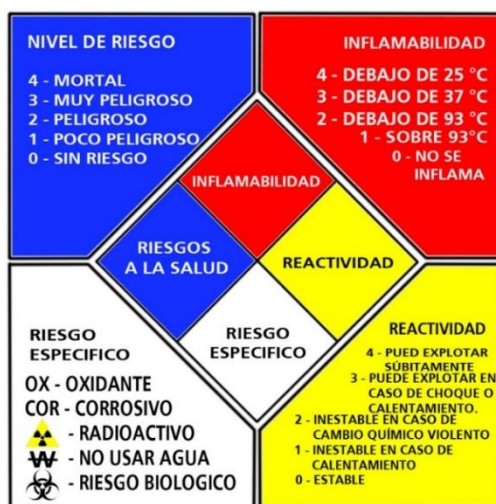 NIVEL DE RIESGO
4 - MORTAL
3 - MUY PELIGROSO
2 - PELIGROSO
1 - POCO PELIGROSO
0 - SIN RIESGO
INFLAMABILIDAD
4 - DEBAJO DE 25 °C
3 - DEBAJO DE 37 °C
2 - DEBAJO DE 93 °C
1 - SOBRE 93°C
0 - NO SE
INFLAMA
INFLAMABILIDAD
RIESGOS
A LA SALUD
REACTIVIDAD
RIESGO
ESPECIFICO
RIESGO
ESPECIFICO
OX - OXIDANTE
COR - CORROSIVO
- RADIOACTIVO
W - NO USAR AGUA
- RIESGO BIOLOGICO
REACTIVIDAD
4 - PUED EXPLOTAR
SÚBITAMENTE
3 - PUEDE EXPLOTAR EN
CASO DE CHOQUE O
CALENTAMIENTO.
2 - INESTABLE EN CASO DE
CAMBIO QUÍMICO VIOLENTO
1 - INESTABLE EN CASO DE
CALENTAMIENTO
0 - ESTABLE